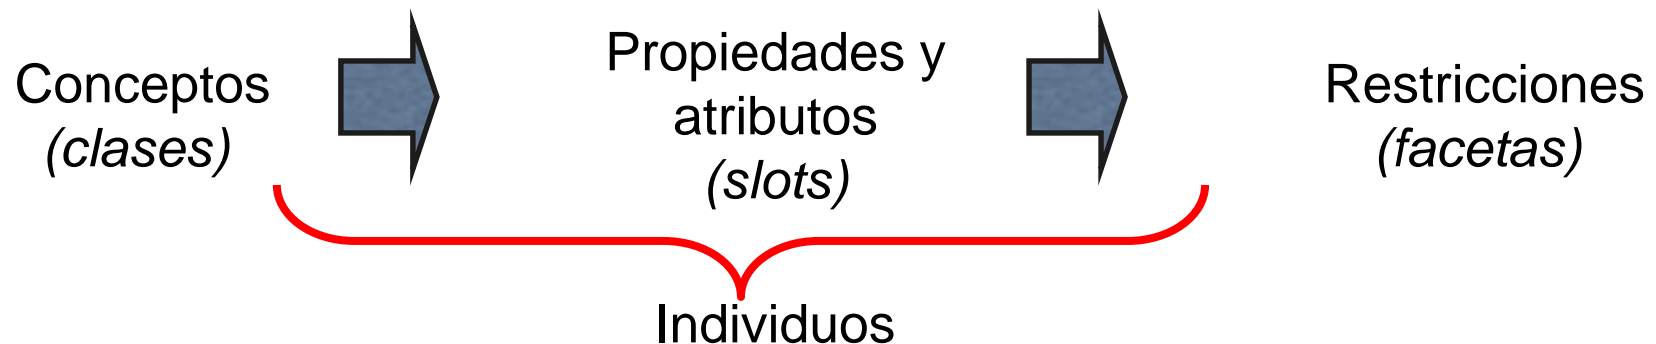 Conceptos
(clases)
Propiedades y
atributos
(slots)
Restricciones
(facetas)
Individuos